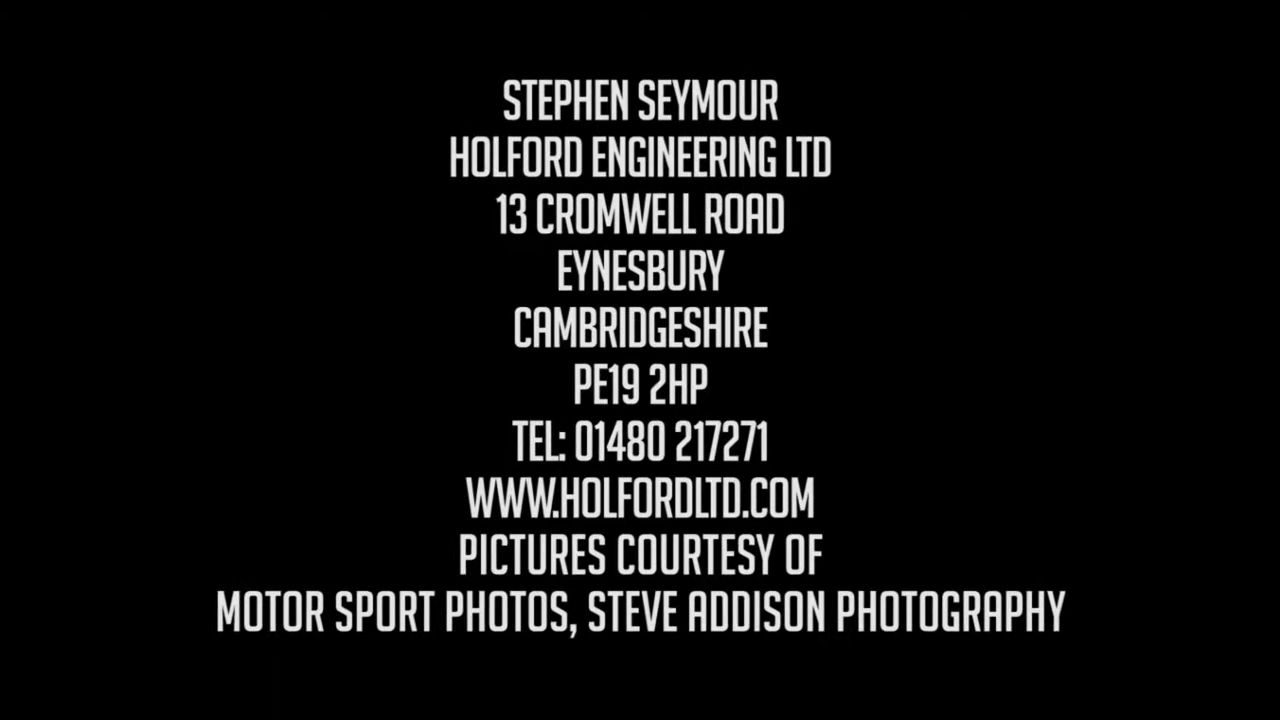 STEPHEN SEYMOUR
HOLFORD ENGINEERING LTD
13 CROMWELL ROAD
EYNESBURY
CAMBRIDGESHIRE
PE19 2HP
TEL: 01480 217271
WWW.HOLFORDLTD.COM
PICTURES COURTESY OF
MOTOR SPORT PHOTOS, STEVE ADDISON PHOTOGRAPHY